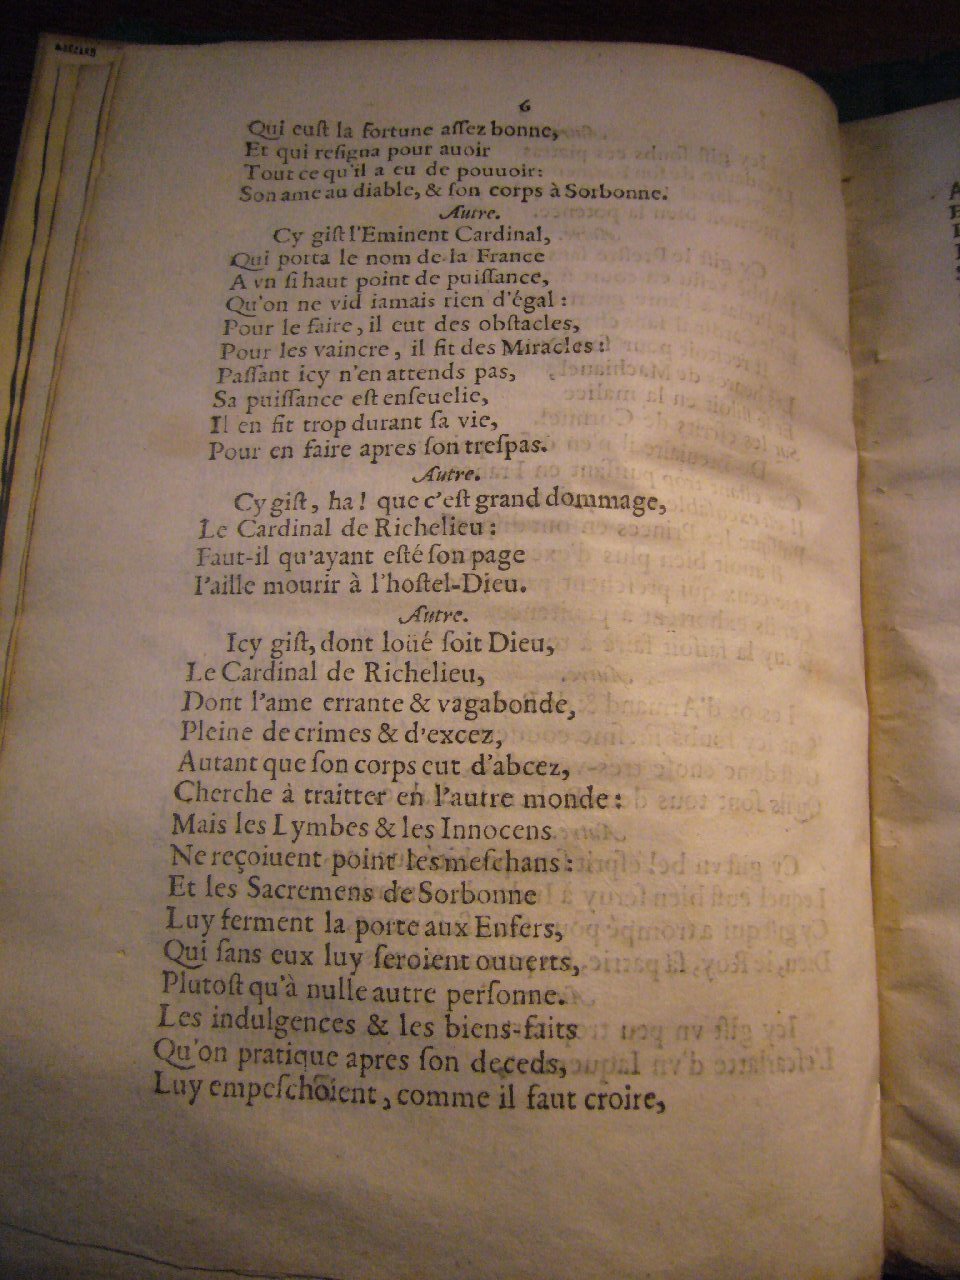 6
Qui eust la fortune assez bonne,
Et qui resigna pour auoir
Tout ce qu'il a eu de pouuoir:
Son ame au diable, & son corps à Sorbonne.
Autre.
Cy gist l'Eminent Cardinal,
Qui porta le nom de la France
A vn si haut point de puissance,
Qu'on ne vid iamais rien d'égal:
Pour le faire, il eut des obstacles,
Pour les vaincre, il fit des Miracles:
Passant icy n'en attends pas,
Sa puissance est enseuelie,
Il en fit trop durant sa vie,
Pour en faire apres son trespas.
Autre.
Cy gist, ha! que c'est grand dommage,
Le Cardinal de Richelieu:
Faut-il qu'ayant esté son page
I'aille mourir à l'hostel-Dieu.
Autre.
Icy gist, dont loüé soit Dieu,
Le Cardinal de Richelieu,
Dont l'ame errante & vagabonde,
Pleine de crimes & d'excez,
Autant que son corps eut d'abcez,
Cherche à traitter en l'autre monde:
Mais les Lymbes & les Innocens
Ne reçoiuent point les meschans:
Et les Sacremens de Sorbonne
Luy ferment la porte aux Enfers,
Qui sans eux luy seroient ouuerts,
Plutost qu'à nulle autre personne.
Les indulgences & les biens-faits
Qu'on pratique apres son deceds,
Luy empeschoient, comme il faut croire,